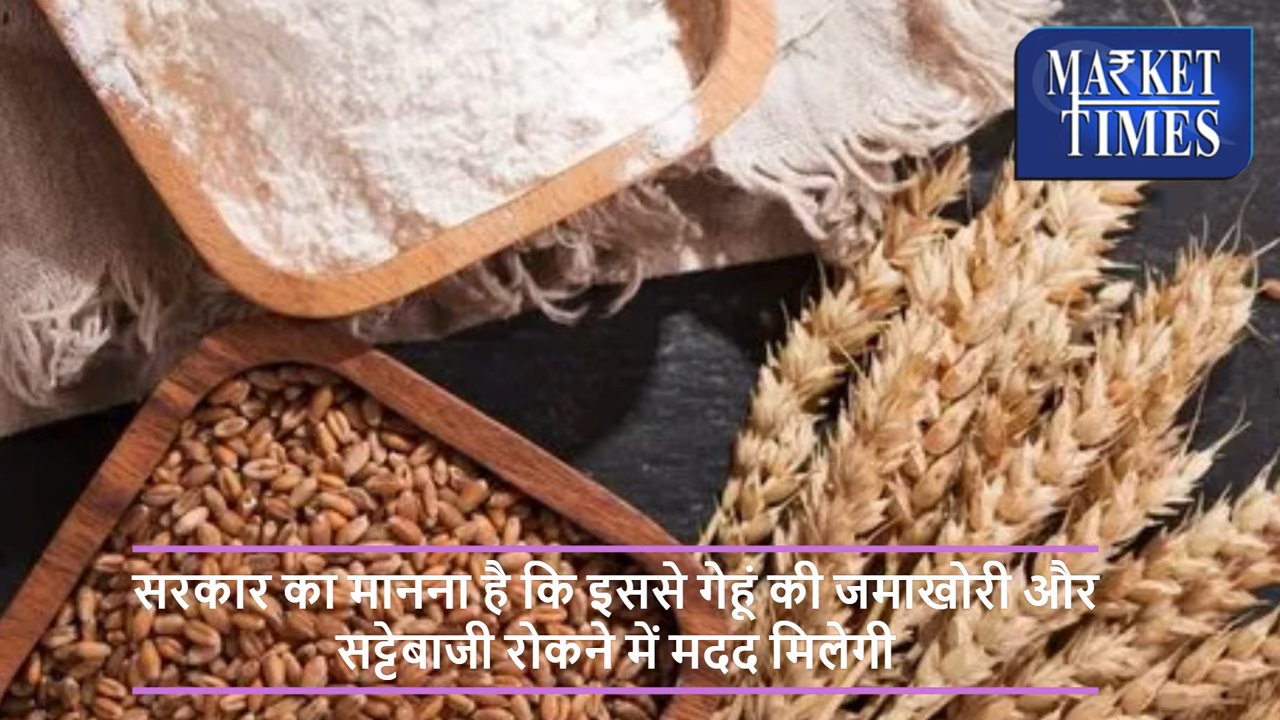 MA₹KET
TIMES
सरकार का मानना है कि इससे गेहूं की जमाखोरी और
सट्टेबाजी रोकने में मदद मिलेगी